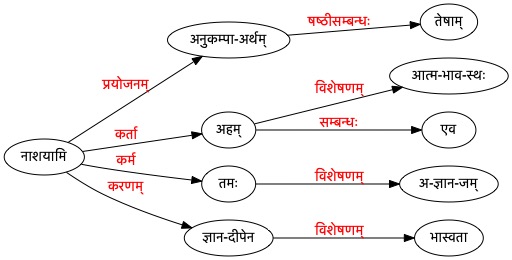 षष्ठीसम्बन्धः
तेषाम्
अनुकम्पा-अर्थम्
प्रयोजनम्
विशेषणम्
आत्म-भाव-स्थः
कर्ता
अहम्
सम्बन्धः
एव
नाशयामि
कर्म
तमः
विशेषणम्
अ-ज्ञान-जम्
करणम्
ज्ञान-दीपेन
विशेषणम्
भास्वता